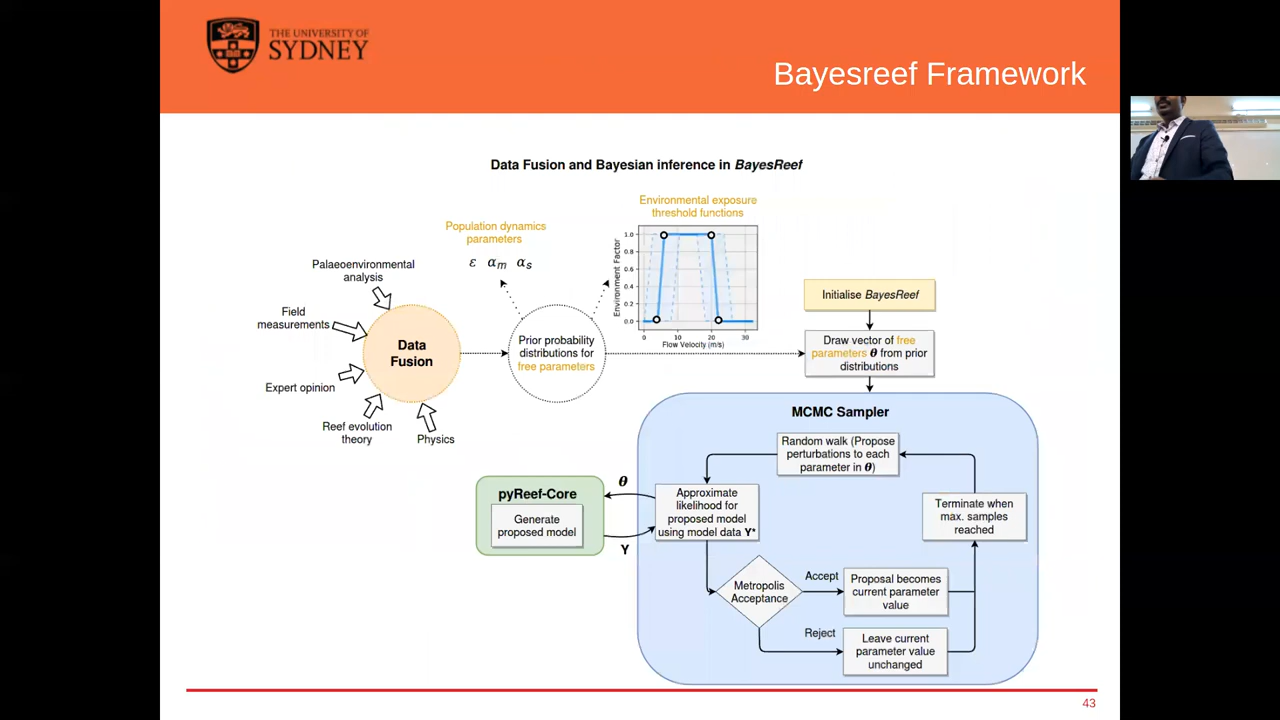 THE UNIVERSITY OF
SYDNEY
Bayesreef Framework
Data Fusion and Bayesian inference in BayesReef
Environmental exposure
threshold functions
Population dynamics
parameters
ε αm αs
Palaeoenvironmental
analysis
Field
measurements
Expert opinion
Reef evolution
theory
Physics
Data
Fusion
Prior probability
distributions for
free parameters
Environment Factor
1.0
0.8
0.6
0.4
0.2
0.0
0 10 20 30
Flow Velocity (m/s)
Initialise BayesReef
Draw vector of free
parameters θ from prior
distributions
MCMC Sampler
Random walk (Propose
perturbations to each
parameter in θ)
pyReef-Core
Generate
proposed model
θ
Y
Approximate
likelihood for
proposed model
using model data Y*
Terminate when
max. samples
reached
Metropolis
Acceptance
Accept
Proposal becomes
current parameter
value
Reject
Leave current
parameter value
unchanged
43